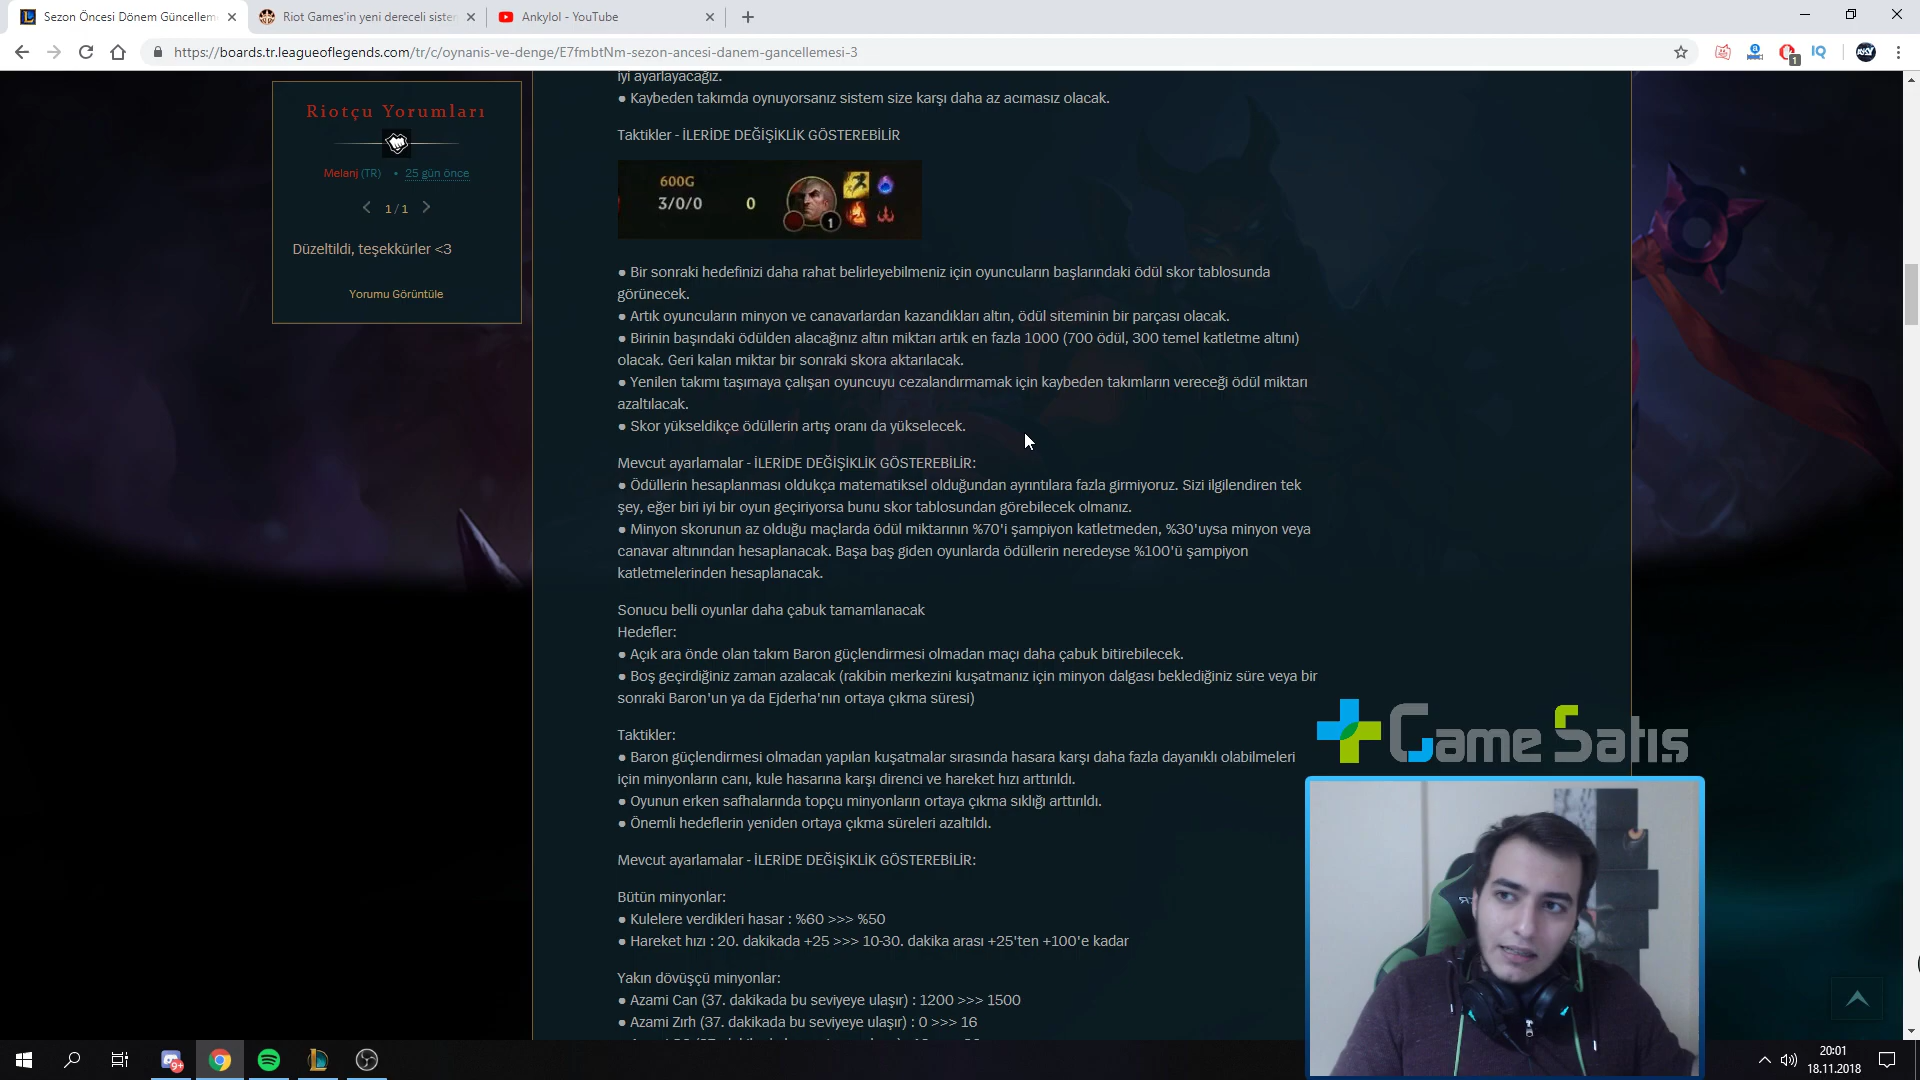 Sezon Öncesi Dönem Güncellem
Riot Games'in yeni dereceli sister
Ankylol - YouTube
https://boards.tr.leagueoflegends.com/tr/c/oynanis-ve-denge/E7fmbtNm-sezon-ancesi-danem-gancellemesi-3
1
IQ
Riotçu Yorumları
Melanj (TR) • 25 gün önce
1 / 1
Düzeltildi, teşekkürler <3
Yorumu Görüntüle
iyi ayarlayacağız.
● Kaybeden takımda oynuyorsanız sistem size karşı daha az acımasız olacak.
Taktikler - İLERİDE DEĞİŞİKLİK GÖSTEREBİLİR
600G
3/0/0 0
1
● Bir sonraki hedefinizi daha rahat belirleyebilmeniz için oyuncuların başlarındaki ödül skor tablosunda
görünecek.
● Artık oyuncuların minyon ve canavarlardan kazandıkları altın, ödül siteminin bir parçası olacak.
● Birinin başındaki ödülden alacağınız altın miktarı artık en fazla 1000 (700 ödül, 300 temel katletme altını)
olacak. Geri kalan miktar bir sonraki skora aktarılacak.
● Yenilen takımı taşımaya çalışan oyuncuyu cezalandırmamak için kaybeden takımların vereceği ödül miktarı
azaltılacak.
● Skor yükseldikçe ödüllerin artış oranı da yükselecek.
Mevcut ayarlamalar - İLERİDE DEĞİŞİKLİK GÖSTEREBİLİR:
● Ödüllerin hesaplanması oldukça matematiksel olduğundan ayrıntılara fazla girmiyoruz. Sizi ilgilendiren tek
şey, eğer biri iyi bir oyun geçiriyorsa bunu skor tablosundan görebilecek olmanız.
● Minyon skorunun az olduğu maçlarda ödül miktarının %70'i şampiyon katletmeden, %30'uysa minyon veya
canavar altınından hesaplanacak. Başa baş giden oyunlarda ödüllerin neredeyse %100'ü şampiyon
katletmelerinden hesaplanacak.
Sonucu belli oyunlar daha çabuk tamamlanacak
Hedefler:
● Açık ara önde olan takım Baron güçlendirmesi olmadan maçı daha çabuk bitirebilecek.
● Boş geçirdiğiniz zaman azalacak (rakibin merkezini kuşatmanız için minyon dalgası beklediğiniz süre veya bir
sonraki Baron'un ya da Ejderha'nın ortaya çıkma süresi)
Taktikler:
● Baron güçlendirmesi olmadan yapılan kuşatmalar sırasında hasara karşı daha fazla dayanıklı olabilmeleri
için minyonların canı, kule hasarına karşı direnci ve hareket hızı arttırıldı.
● Oyunun erken safhalarında topçu minyonların ortaya çıkma sıklığı arttırıldı.
● Önemli hedeflerin yeniden ortaya çıkma süreleri azaltıldı.
Mevcut ayarlamalar - İLERİDE DEĞİŞİKLİK GÖSTEREBİLİR:
Bütün minyonlar:
● Kulelere verdikleri hasar : %60 >>> %50
● Hareket hızı : 20. dakikada +25 >>> 10-30. dakika arası +25'ten +100'e kadar
Yakın dövüşçü minyonlar:
● Azami Can (37. dakikada bu seviyeye ulaşır) : 1200 >>> 1500
● Azami Zırh (37. dakikada bu seviyeye ulaşır) : 0 >>> 16
Game Satış
9+
20:01
18.11.2018